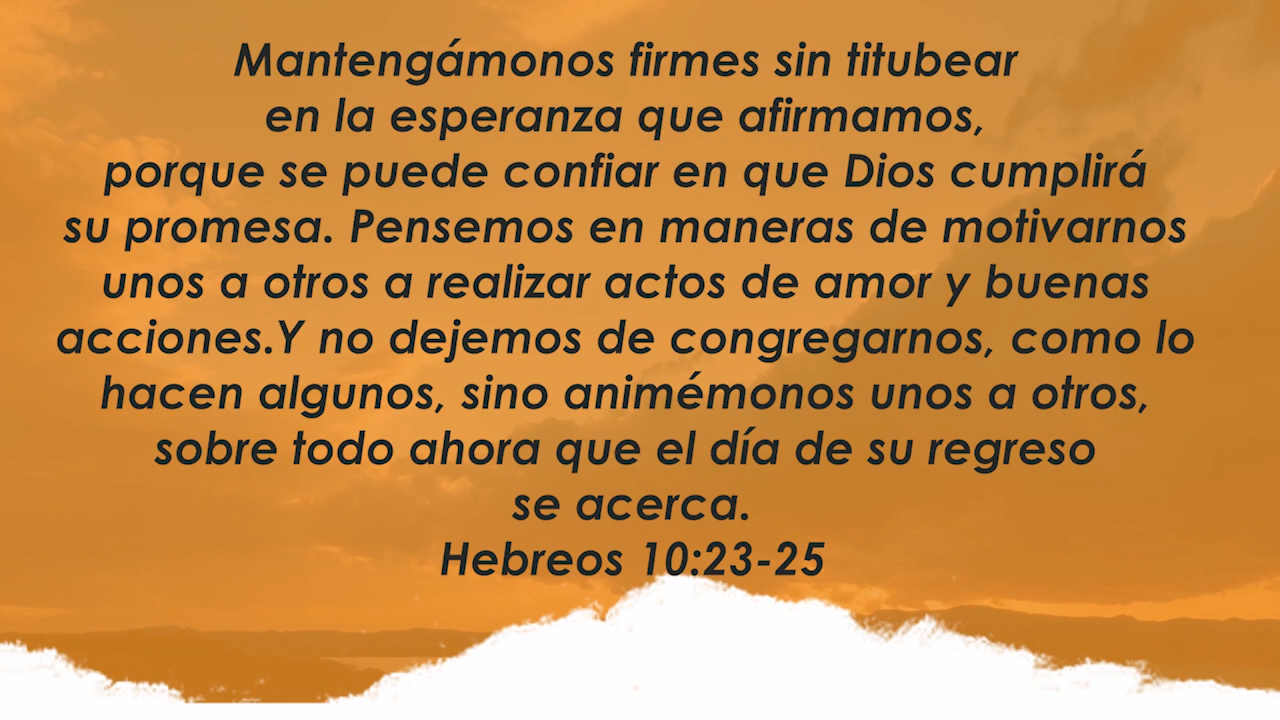 Mantengámonos firmes sin titubear
en la esperanza que afirmamos,
porque se puede confiar en que Dios cumplirá
su promesa. Pensemos en maneras de motivarnos
unos a otros a realizar actos de amor y buenas
acciones.Y no dejemos de congregarnos, como lo
hacen algunos, sino animémonos unos a otros,
sobre todo ahora que el día de su regreso
se acerca.
Hebreos 10:23-25